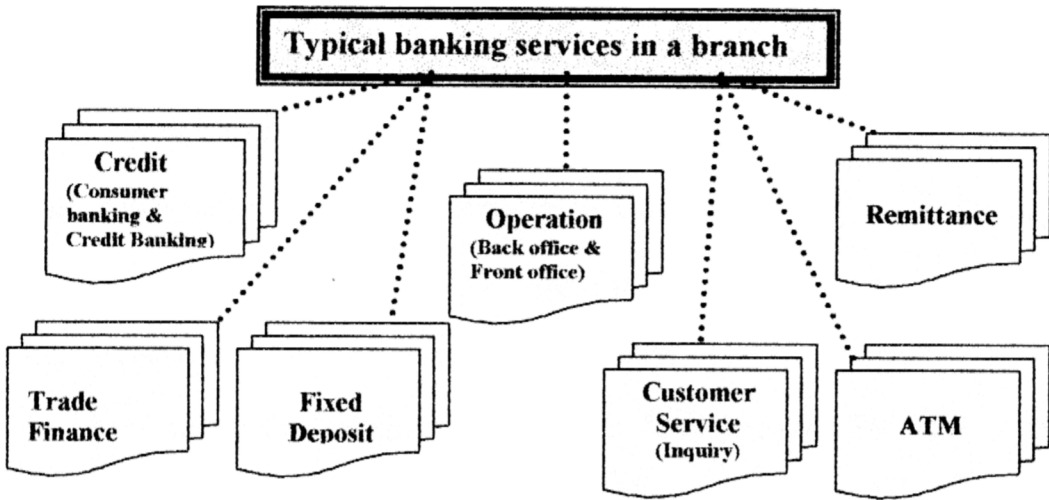 Typical banking services in a branch
Credit
(Consumer
banking &
Credit Banking)
Operation
(Back office &
Front office)
Remittance
Trade
Finance
Fixed
Deposit
Customer
Service
(Inquiry)
ATM